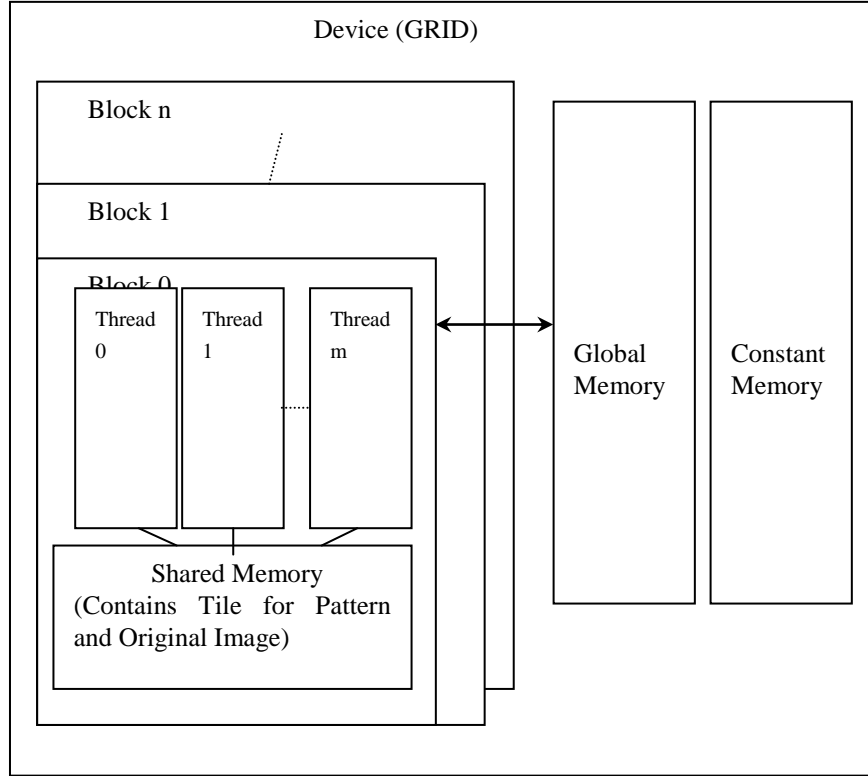 Device (GRID)
Block n
Block 1
Block 0
Thread
0
Thread
1
Thread
m
Shared Memory
(Contains Tile for Pattern
and Original Image)
Global
Memory
Constant
Memory